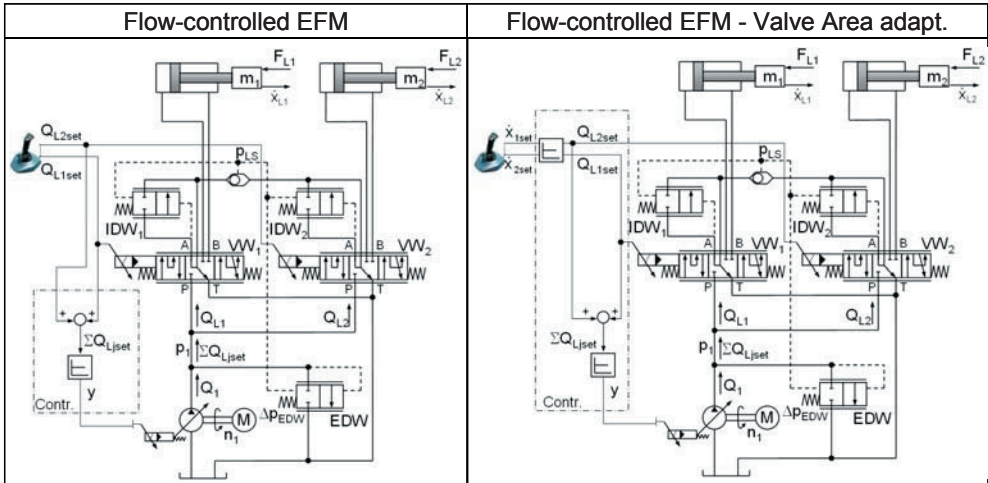 Flow-controlled EFM
Flow-controlled EFM - Valve Area adapt.
F_L1
F_L2
m_1
m_2
ẋ_L1
ẋ_L2
Q_L2set
Q_L1set
p_LS
IDW_1
IDW_2
A B VW_1
A B VW_2
P T
P T
Q_L1
Q_L2
+ +
ΣQ_Ljset
p_1
ΣQ_Ljset
y
Q_1
Contr.
M
Δp_EDW
EDW
n_1
F_L1
F_L2
m_1
m_2
ẋ_L1
ẋ_L2
ẋ_1set
ẋ_2set
Q_L2set
Q_L1set
p_LS
IDW_1
IDW_2
A B VW_1
A B VW_2
P T
P T
Q_L1
Q_L2
+ +
ΣQ_Ljset
p_1
ΣQ_Ljset
y
Q_1
Contr.
M
Δp_EDW
EDW
n_1